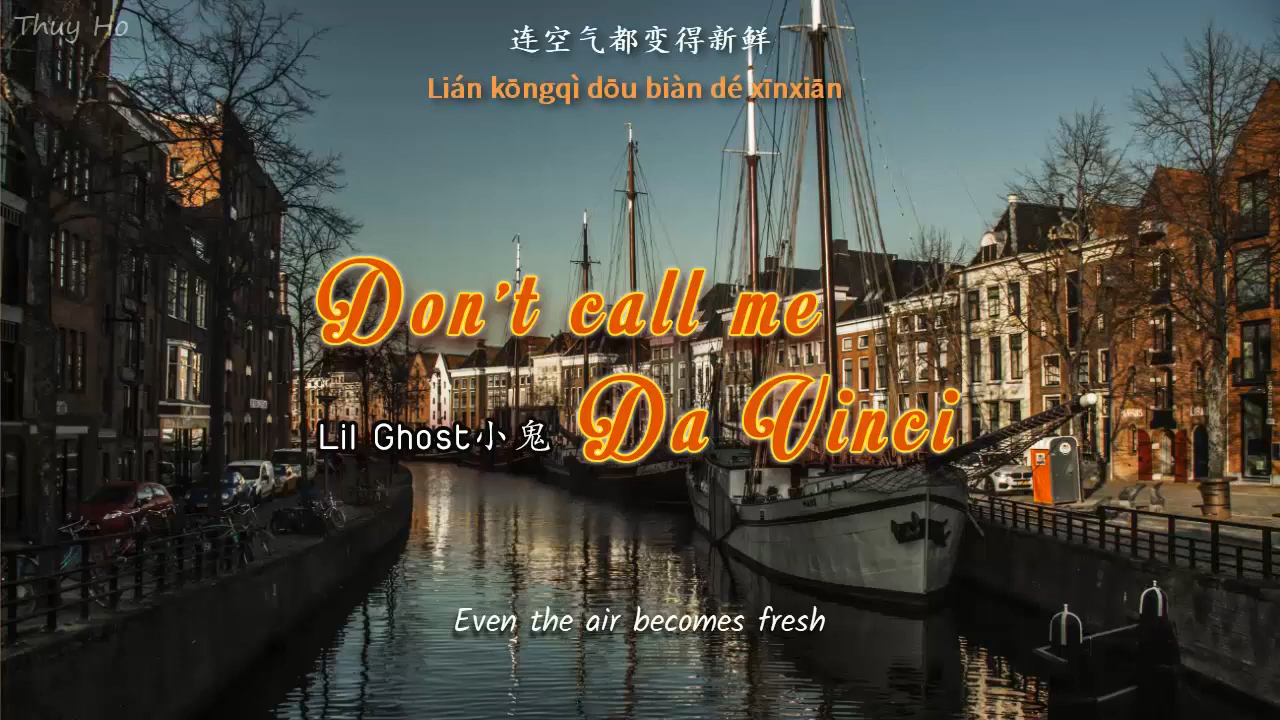 Thuy Ho
连空气都变得新鲜
Lián kōngqì dōu biàn dé xīnxiān
Don't call me
Da Vinci
Lil Ghost小鬼
Even the air becomes fresh